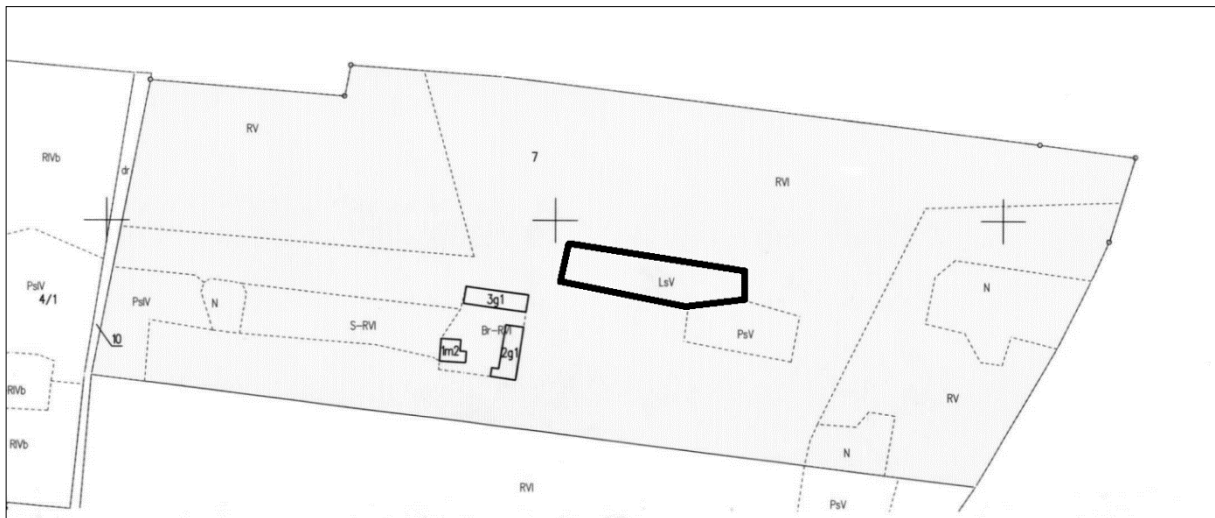 RV
RIVb
7
RVI
dr
LsV
N
PsIV
4/1
PsIV
N
3g1
S-RVI
Br-RVI
PsV
10
1m2
2g1
RIVb
RV
RIVb
N
RVI
PsV